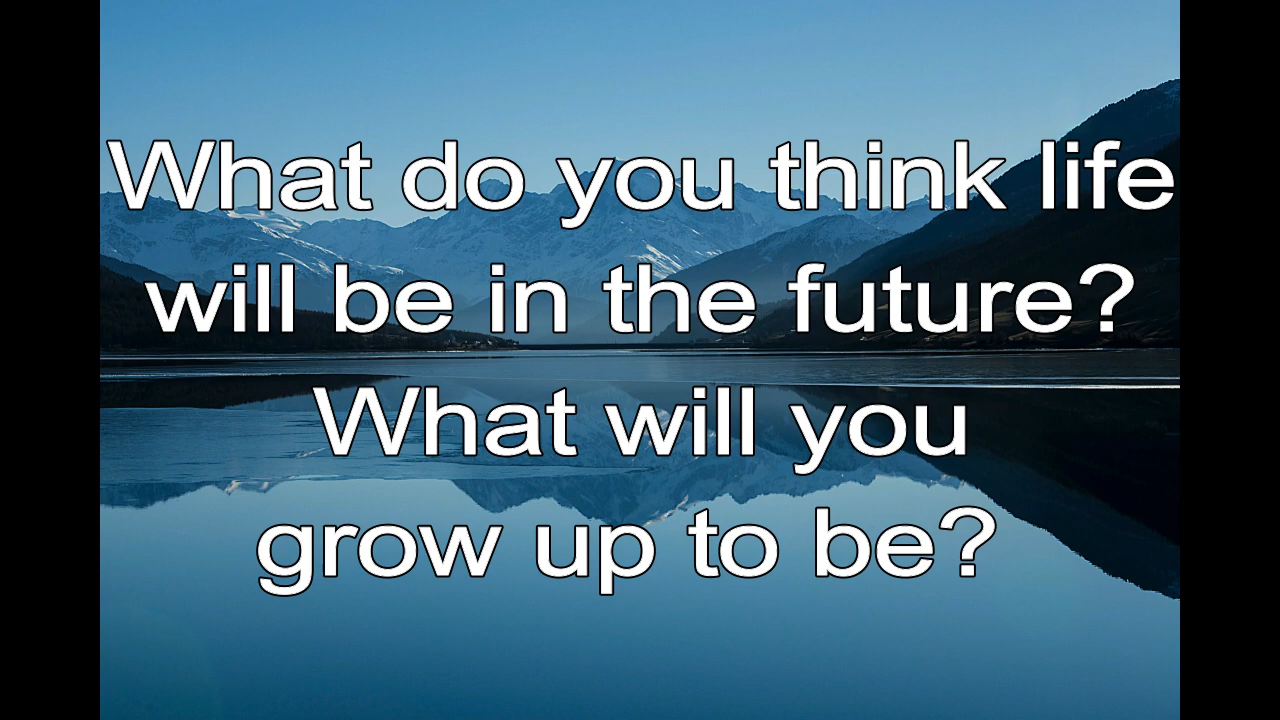 What do you think life
will be in the future?
What will you
grow up to be?